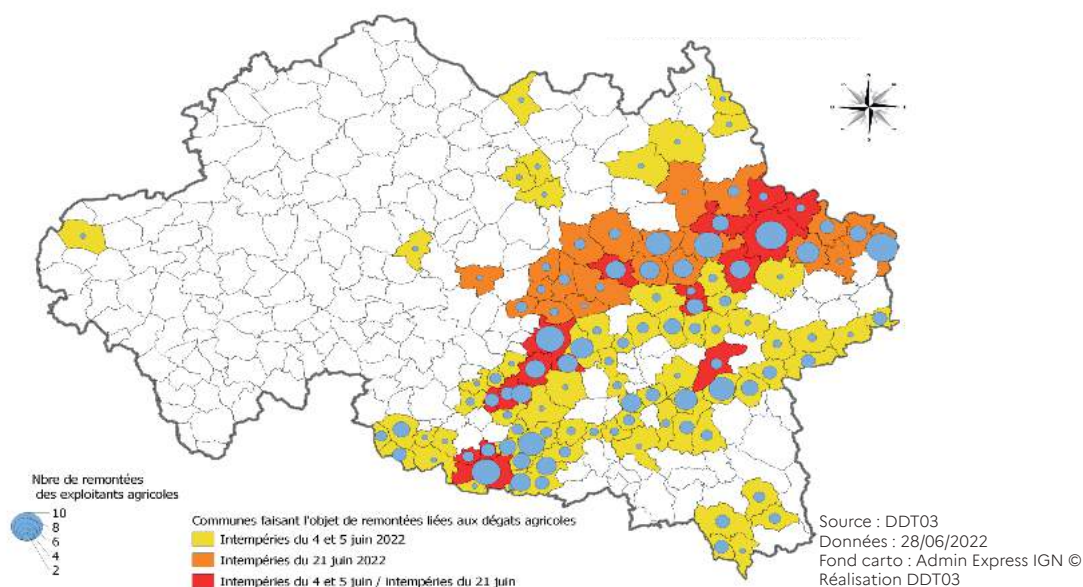 Nbre de remontées
des exploitants agricoles
10
8
6
4
2
Communes faisant l'objet de remontées liées aux dégats agricoles
Intempéries du 4 et 5 juin 2022
Intempéries du 21 juin 2022
Intempéries du 4 et 5 juin / intempéries du 21 juin
Source : DDT03
Données : 28/06/2022
Fond carto : Admin Express IGN ©
Réalisation DDT03